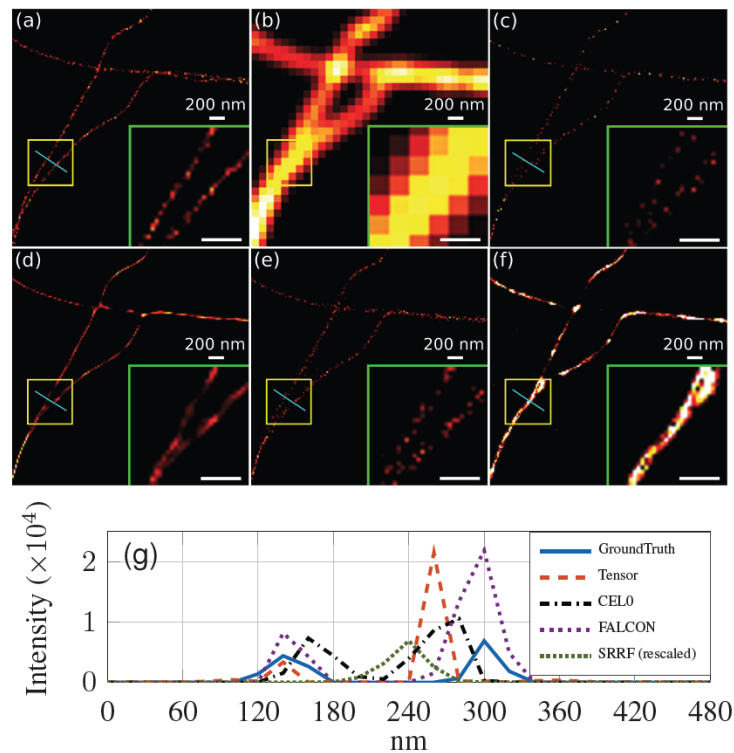 (a) (b) (c)
200 nm 200 nm 200 nm
(d) (e) (f)
200 nm 200 nm 200 nm
(g)
Intensity (×10⁴)
2
1
0
GroundTruth
Tensor
CEL0
FALCON
SRRF (rescaled)
0 60 120 180 240 300 360 420 480
nm